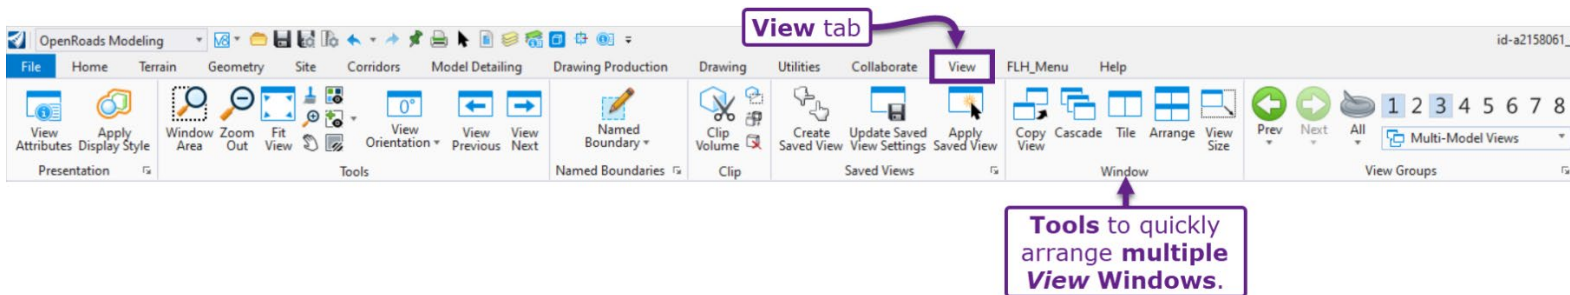 View tab
OpenRoads Modeling
id-a2158061_
File Home Terrain Geometry Site Corridors Model Detailing Drawing Production Drawing Utilities Collaborate View FLH_Menu Help
View Attributes
Apply Display Style
Presentation
Window Area
Zoom Out
Fit View
0°
View Orientation
View Previous
View Next
Tools
Named Boundary
Named Boundaries
Clip Volume
Clip
Create Saved View
Update Saved View Settings
Apply Saved View
Saved Views
Copy View
Cascade
Tile
Arrange
View Size
Window
Prev
Next
All
1 2 3 4 5 6 7 8
Multi-Model Views
View Groups
Tools to quickly
arrange multiple
View Windows.